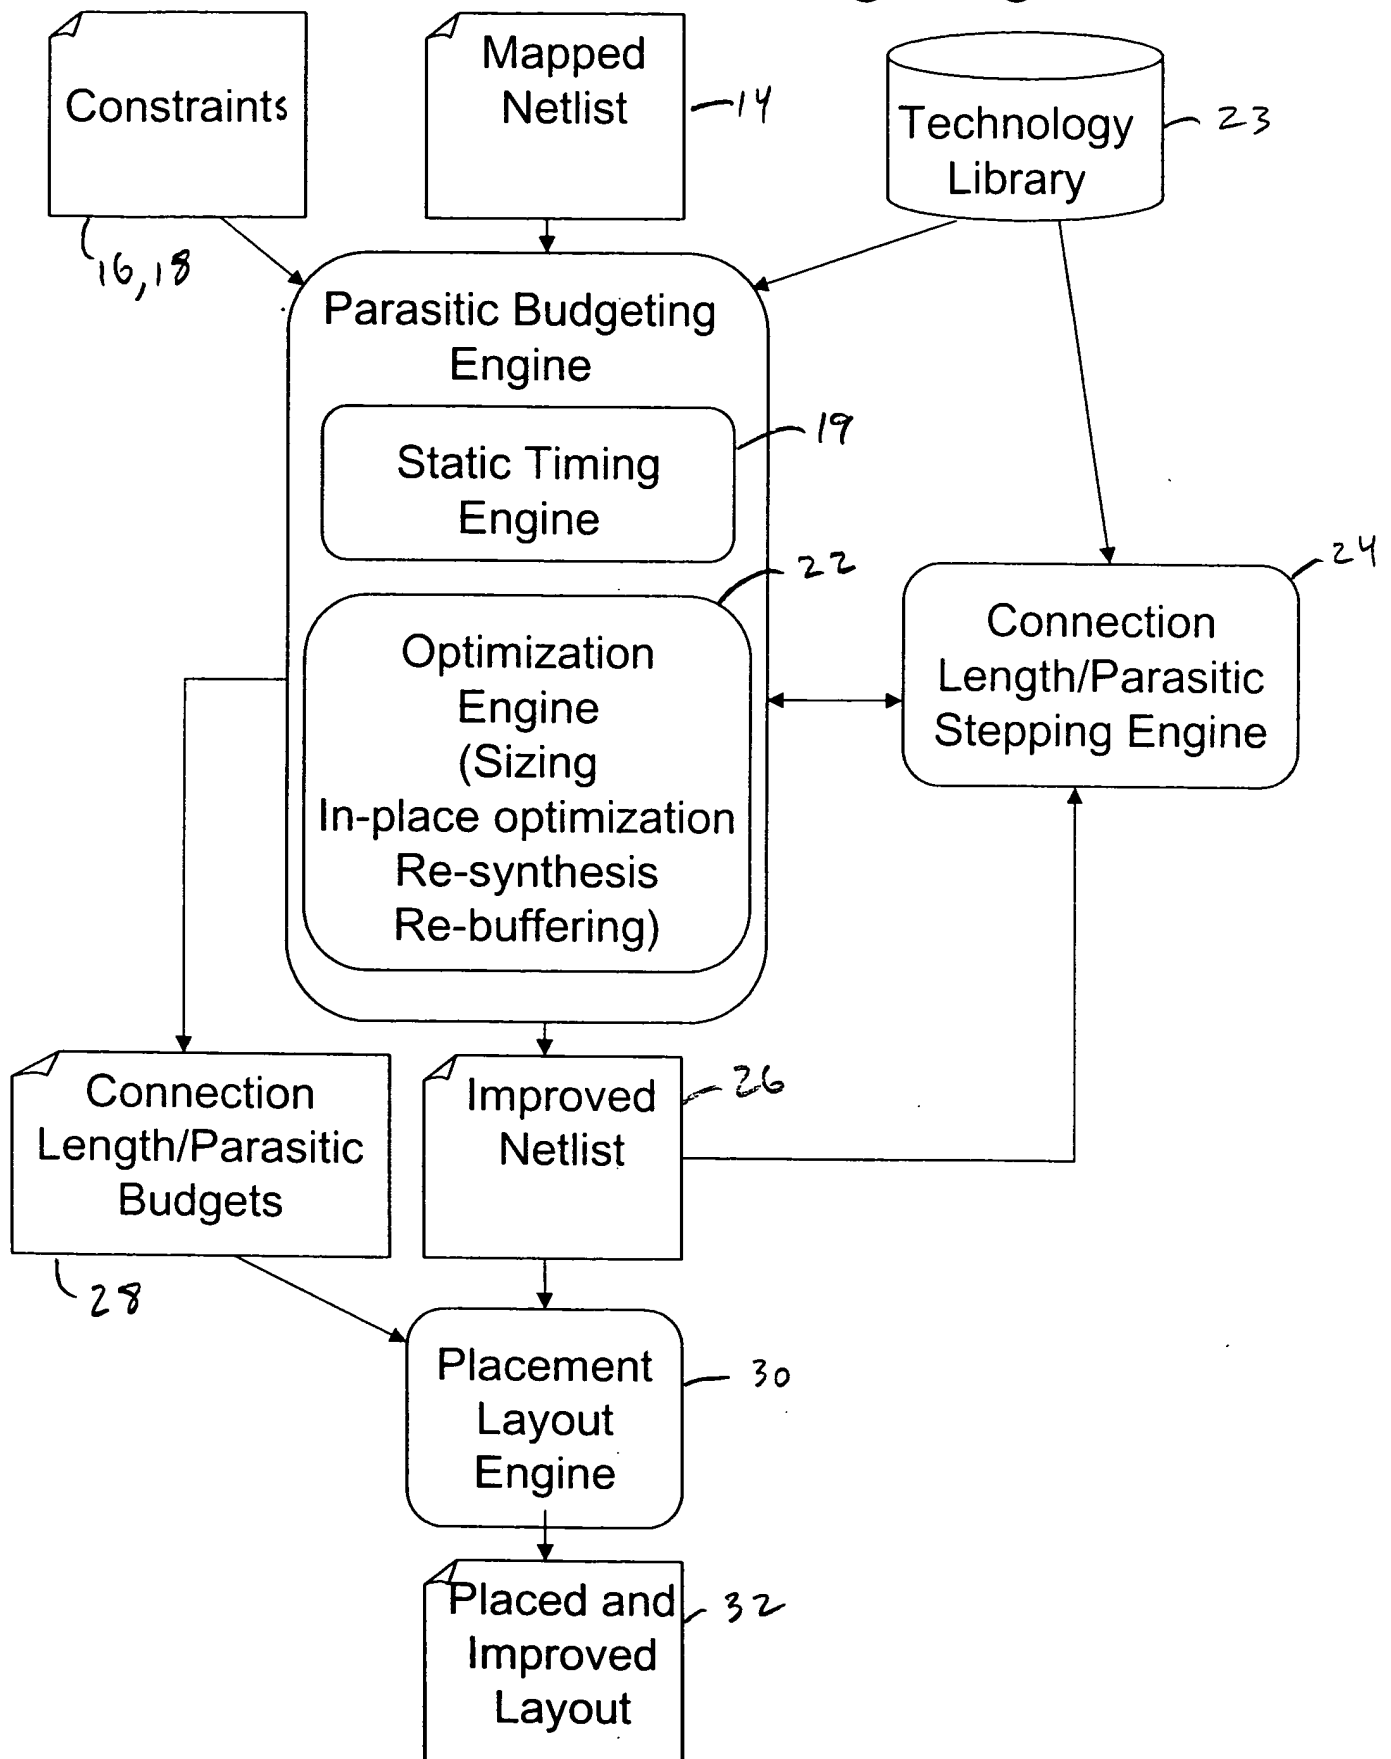 Constraints
16,18
Mapped
Netlist
14
Technology
Library
23
Parasitic Budgeting
Engine
Static Timing
Engine
19
Optimization
Engine
(Sizing
In-place optimization
Re-synthesis
Re-buffering)
22
Connection
Length/Parasitic
Stepping Engine
24
Connection
Length/Parasitic
Budgets
28
Improved
Netlist
26
Placement
Layout
Engine
30
Placed and
Improved
Layout
32